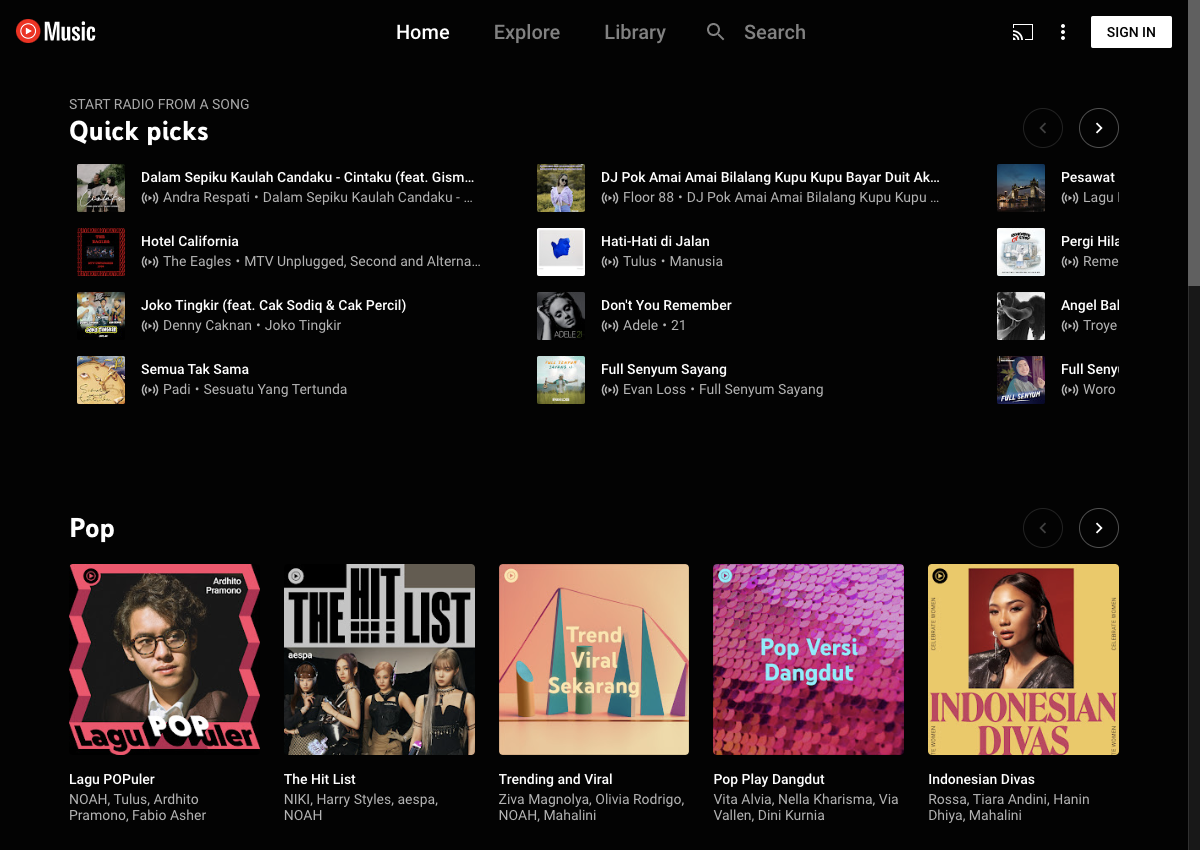 Music
Home
Explore
Library
Search
SIGN IN
START RADIO FROM A SONG
Quick picks
Dalam Sepiku Kaulah Candaku - Cintaku (feat. Gism...
Andra Respati • Dalam Sepiku Kaulah Candaku - ...
Hotel California
The Eagles • MTV Unplugged, Second and Alterna...
Joko Tingkir (feat. Cak Sodiq & Cak Percil)
Denny Caknan • Joko Tingkir
Semua Tak Sama
Padi • Sesuatu Yang Tertunda
DJ Pok Amai Amai Bilalang Kupu Kupu Bayar Duit Ak...
Floor 88 • DJ Pok Amai Amai Bilalang Kupu Kupu ...
Hati-Hati di Jalan
Tulus • Manusia
ADELE 21
Don't You Remember
Adele • 21
Full Senyum Sayang
Evan Loss • Full Senyum Sayang
Pesawat
Lagu
Pergi Hila
Reme
Angel Bal
Troye
FULL SENYUM
Full Seny
Woro
Pop
Ardhito
Pramono
Lagu POPuler
THE HIT LIST
aespa
Trend
Viral
Sekarang
Pop Versi
Dangdut
CELEBRATE WOMEN
CELEBRATE WOMEN
INDONESIAN
DIVAS
Lagu POPuler
NOAH, Tulus, Ardhito
Pramono, Fabio Asher
The Hit List
NIKI, Harry Styles, aespa,
NOAH
Trending and Viral
Ziva Magnolya, Olivia Rodrigo,
NOAH, Mahalini
Pop Play Dangdut
Vita Alvia, Nella Kharisma, Via
Vallen, Dini Kurnia
Indonesian Divas
Rossa, Tiara Andini, Hanin
Dhiya, Mahalini